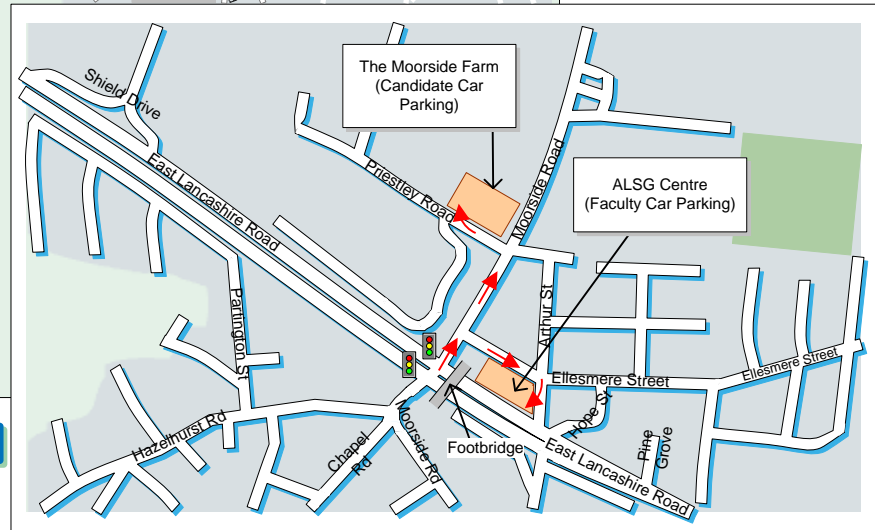 The Moorside Farm
(Candidate Car
Parking)
Shield Drive
ALSG Centre
(Faculty Car Parking)
East Lancashire Road
Priestley Road
Moorside Road
Partington St
Arthur St
Ellesmere Street
Ellesmere Street
Hope St
Hazelhurst Rd
Chapel
Rd
Moorside Rd
Footbridge
Pine
Grove
East Lancashire Road